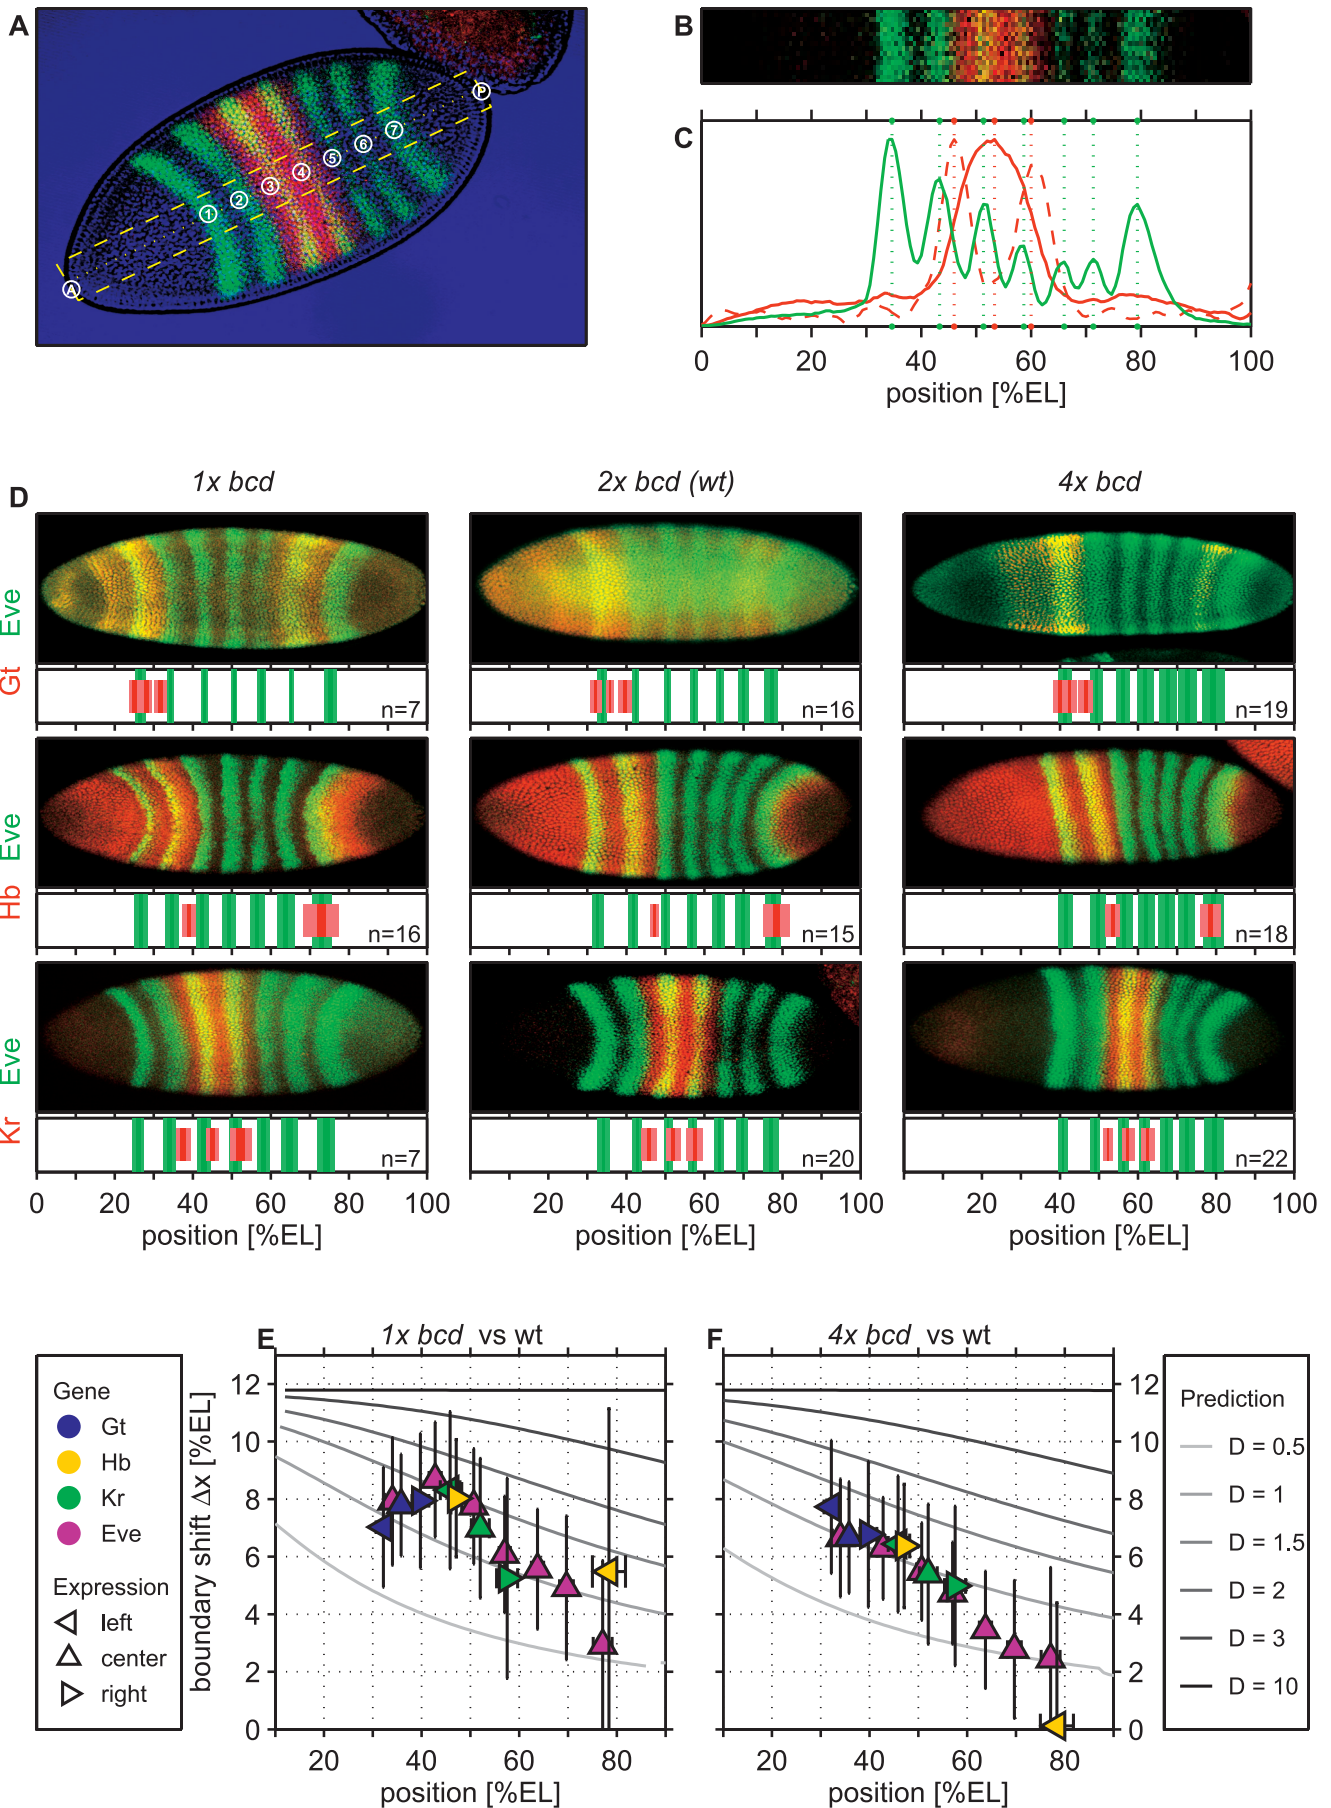 A
1
2
3
4
5
6
7
A
P
B
C
0 20 40 60 80 100
position [%EL]
D
1x bcd
2x bcd (wt)
4x bcd
Gt Eve
n=7
n=16
n=19
Hb Eve
n=16
n=15
n=18
Kr Eve
n=7
n=20
n=22
0 20 40 60 80 100
20 40 60 80 100
20 40 60 80 100
position [%EL]
position [%EL]
position [%EL]
Gene
Gt
Hb
Kr
Eve
Expression
left
center
right
E
1x bcd vs wt
boundary shift Δx [%EL]
12
10
8
6
4
2
0
20 40 60 80
position [%EL]
F
4x bcd vs wt
12
10
8
6
4
2
0
20 40 60 80
position [%EL]
Prediction
D = 0.5
D = 1
D = 1.5
D = 2
D = 3
D = 10